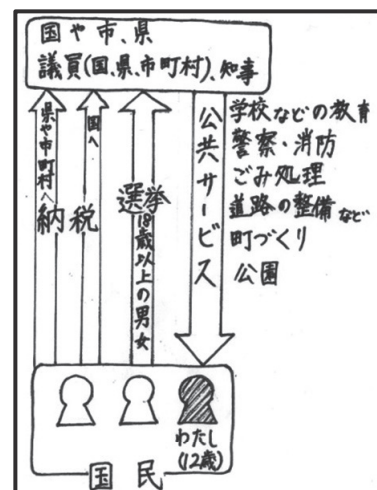 国や市、県
議員(国、県、市町村)、知事
県や市町村へ
国へ
納税
選挙
18歳以上の男女
公共サービス
学校などの教育
警察・消防
ごみ処理
道路の整備など
町づくり
公園
わたし
(12歳)
国民